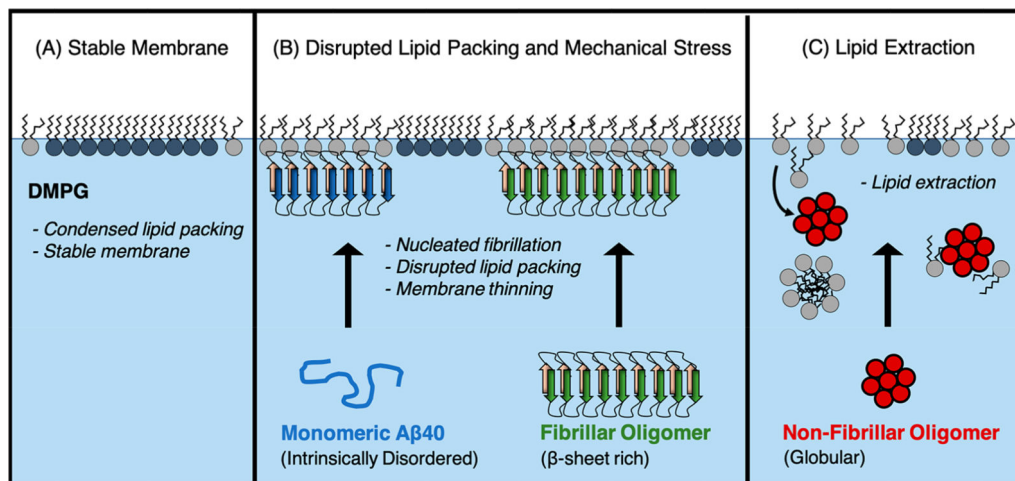 (A) Stable Membrane
(B) Disrupted Lipid Packing and Mechanical Stress
(C) Lipid Extraction
DMPG
- Condensed lipid packing
- Stable membrane
- Nucleated fibrillation
- Disrupted lipid packing
- Membrane thinning
Monomeric Aβ40
(Intrinsically Disordered)
Fibrillar Oligomer
(β-sheet rich)
- Lipid extraction
Non-Fibrillar Oligomer
(Globular)